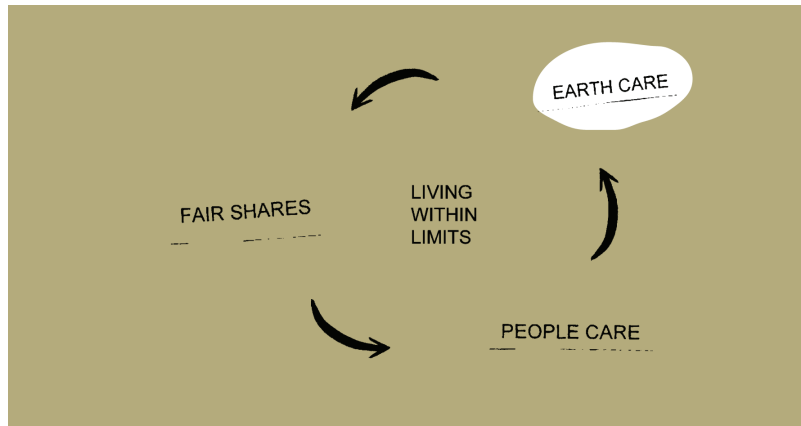 EARTH CARE
FAIR SHARES
LIVING
WITHIN
LIMITS
PEOPLE CARE